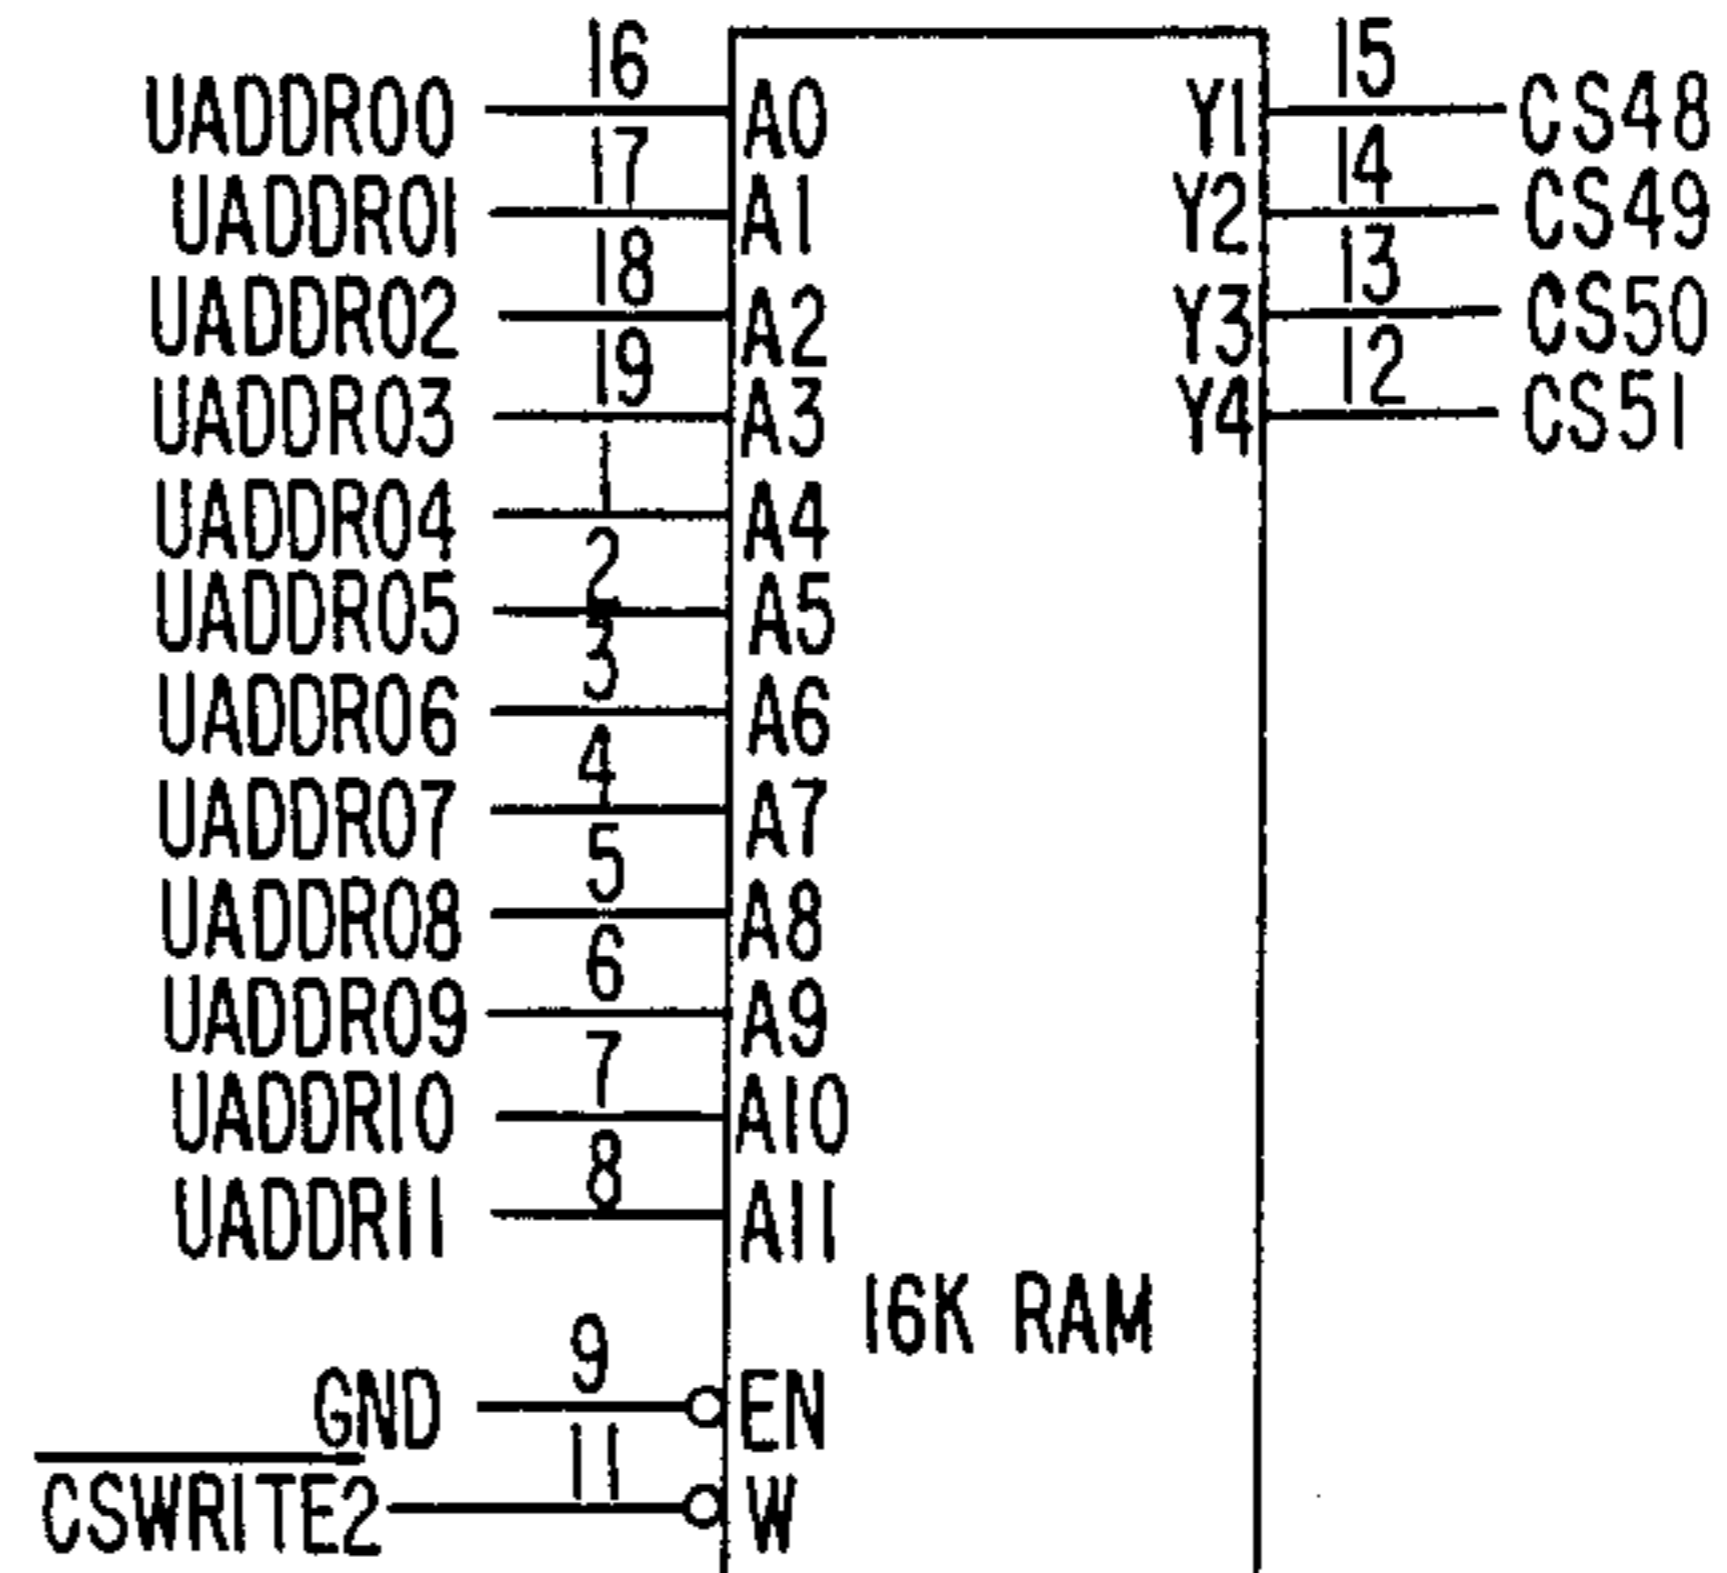 16 15
UADDR00 A0 Y1 CS48
17 14
UADDR01 A1 Y2 CS49
18 13
UADDR02 A2 Y3 CS50
19 12
UADDR03 A3 Y4 CS51
1
UADDR04 A4
2
UADDR05 A5
3
UADDR06 A6
4
UADDR07 A7
5
UADDR08 A8
6
UADDR09 A9
7
UADDR10 A10
8
UADDR11 A11
16K RAM
9
GND EN
11
CSWRITE2 W